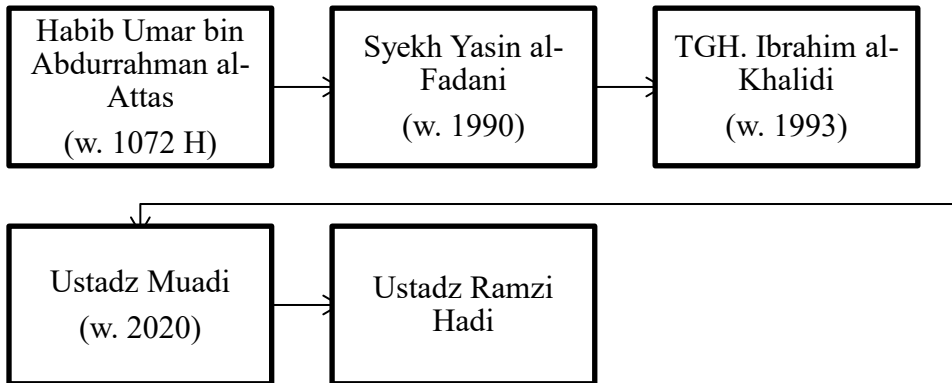 Habib Umar bin
Abdurrahman al-
Attas
(w. 1072 H)
Syekh Yasin al-
Fadani
(w. 1990)
TGH. Ibrahim al-
Khalidi
(w. 1993)
Ustadz Muadi
(w. 2020)
Ustadz Ramzi
Hadi